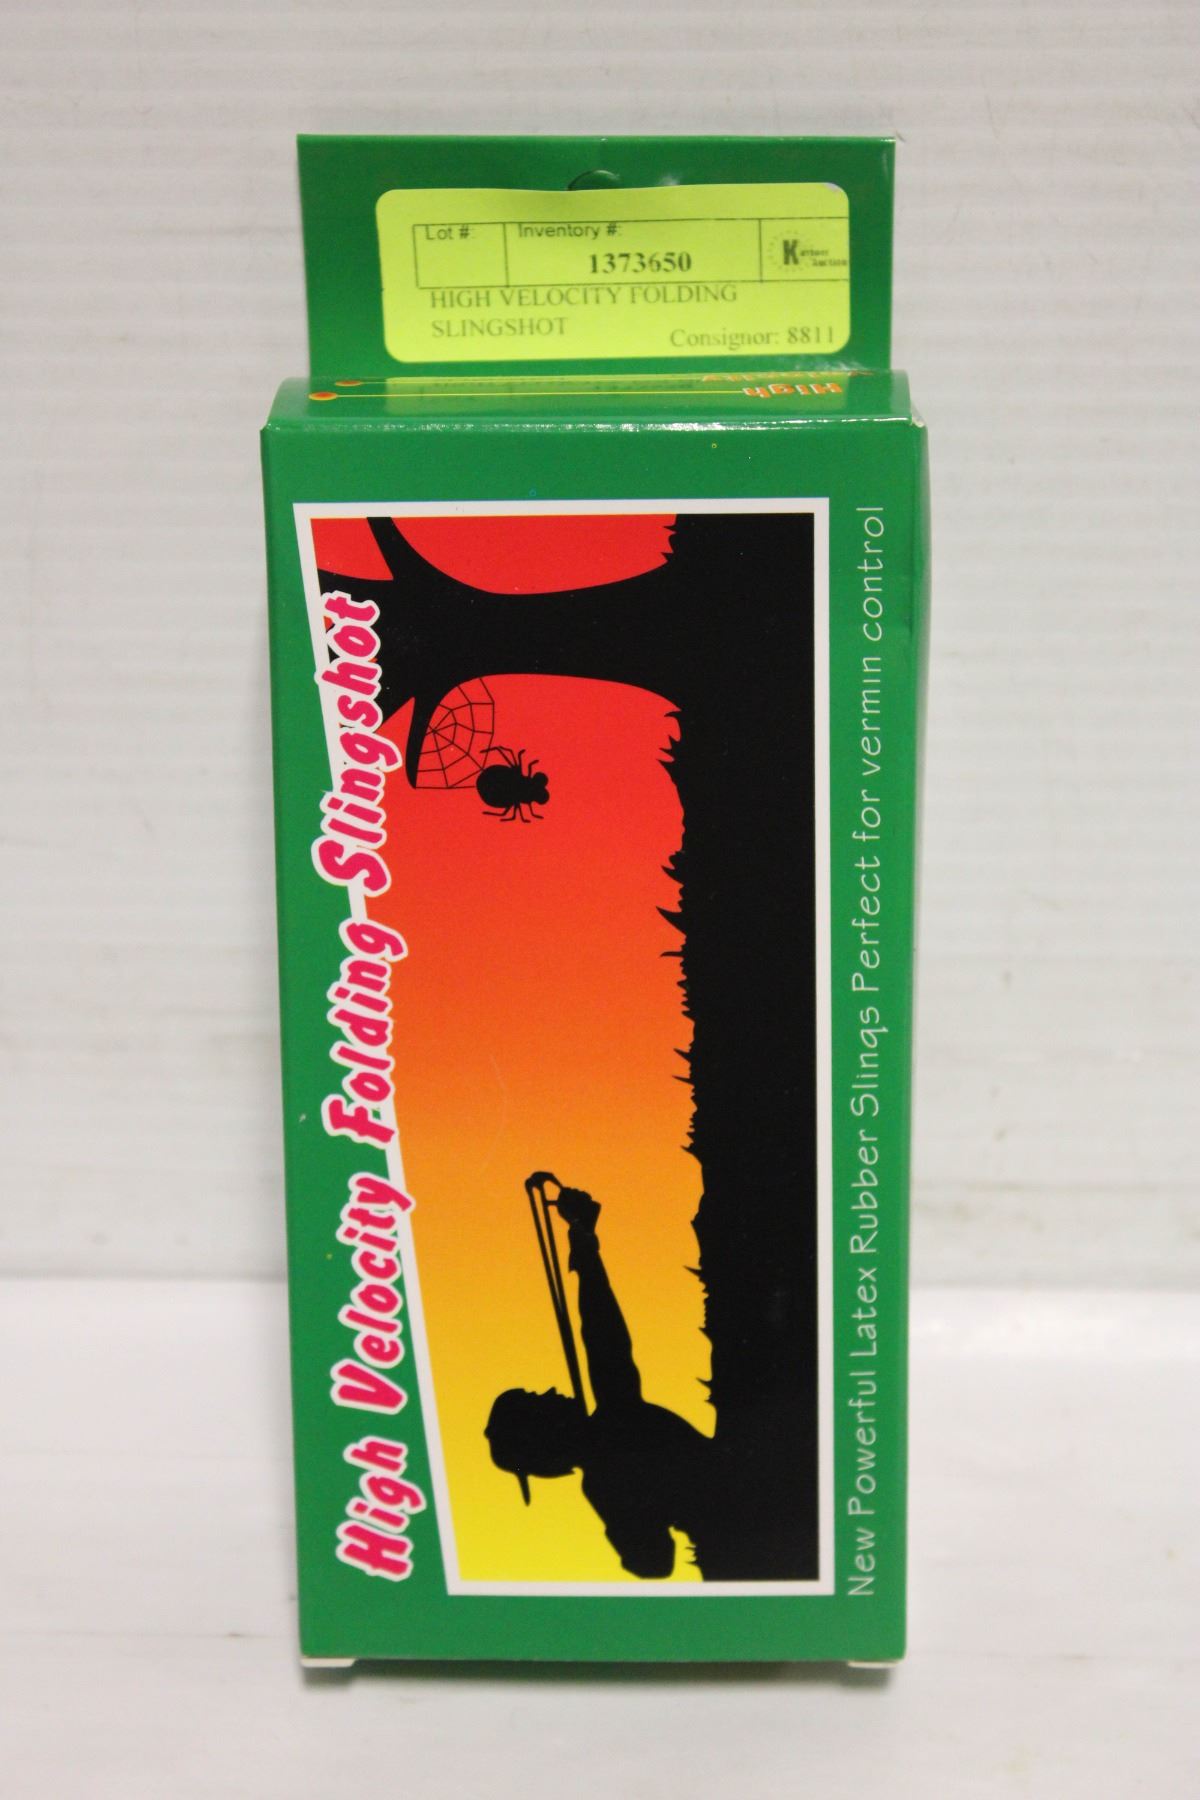 Lot #:
Inventory #:
1373650
HIGH VELOCITY FOLDING
SLINGSHOT
Consignor: 8811
High
High Velocity Folding Slingshot
New Powerful Latex Rubber Slings Perfect for vermin control